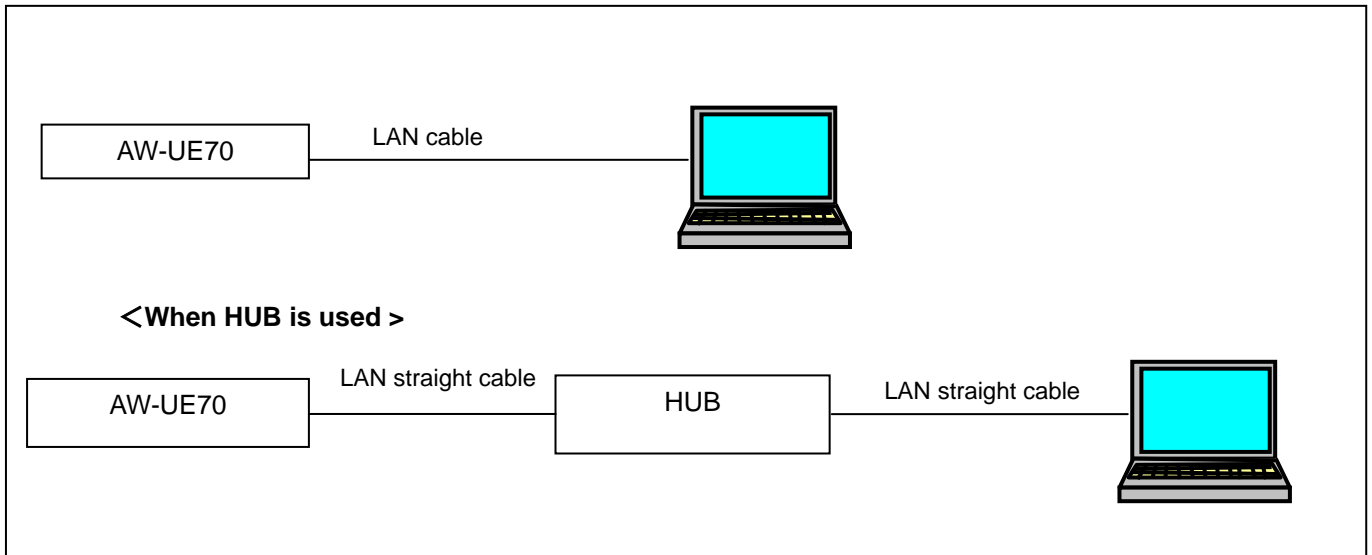 AW-UE70
LAN cable
＜When HUB is used >
AW-UE70
LAN straight cable
HUB
LAN straight cable